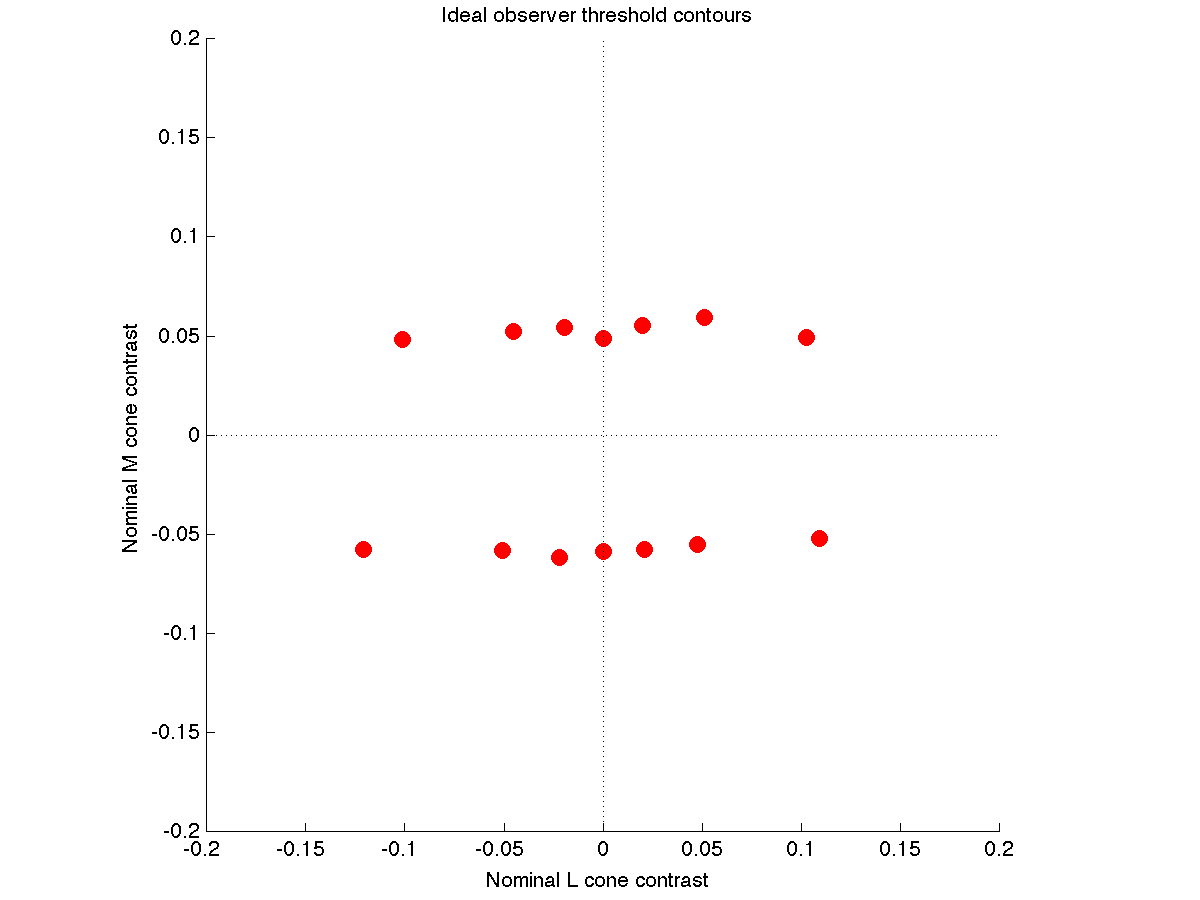 Ideal observer threshold contours
0.2
0.15
0.1
0.05
0
-0.05
-0.1
-0.15
-0.2
Nominal M cone contrast
-0.2 -0.15 -0.1 -0.05 0 0.05 0.1 0.15 0.2
Nominal L cone contrast